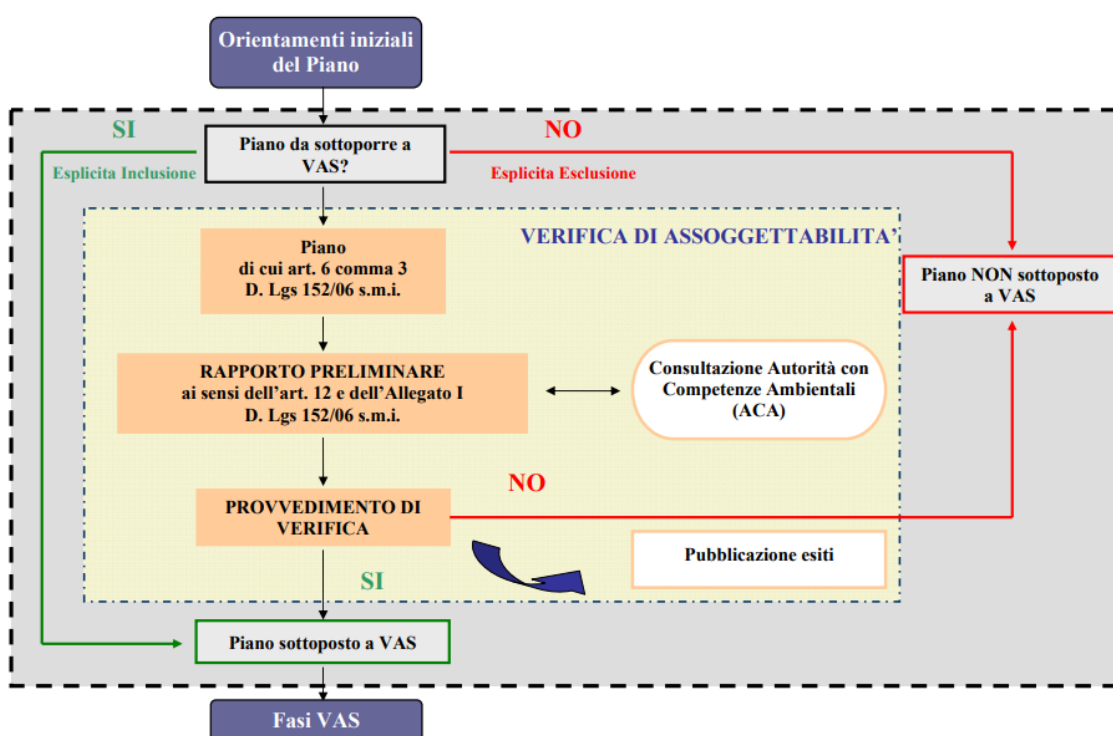 Orientamenti iniziali
del Piano
SI
NO
Piano da sottoporre a
VAS?
Esplicita Inclusione
Esplicita Esclusione
VERIFICA DI ASSOGGETTABILITA’
Piano
di cui art. 6 comma 3
D. Lgs 152/06 s.m.i.
Piano NON sottoposto
a VAS
RAPPORTO PRELIMINARE
ai sensi dell’art. 12 e dell’Allegato I
D. Lgs 152/06 s.m.i.
Consultazione Autorità con
Competenze Ambientali
(ACA)
NO
PROVVEDIMENTO DI
VERIFICA
Pubblicazione esiti
SI
Piano sottoposto a VAS
Fasi VAS